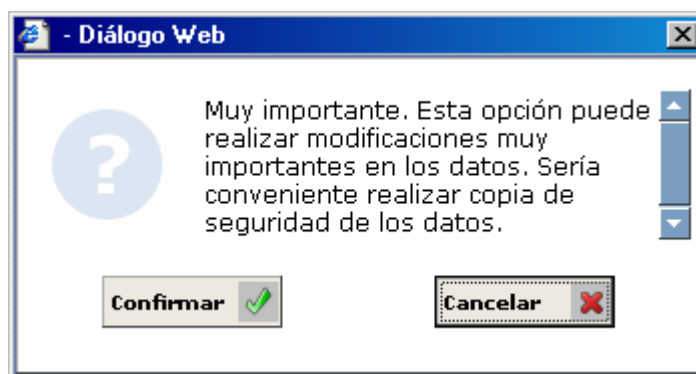 - Diálogo Web
Muy importante. Esta opción puede
realizar modificaciones muy
importantes en los datos. Sería
conveniente realizar copia de
seguridad de los datos.
Confirmar
Cancelar